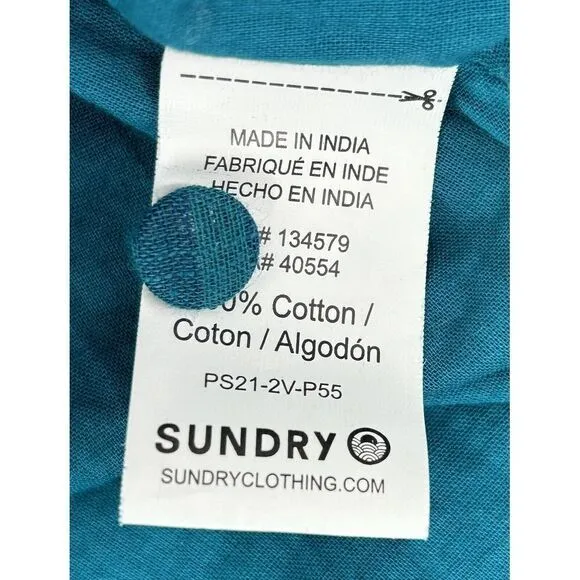 MADE IN INDIA
FABRIQUÉ EN INDE
HECHO EN INDIA
# 134579
# 40554
% Cotton /
Coton / Algodón
PS21-2V-P55
SUNDRY
SUNDRYCLOTHING.COM